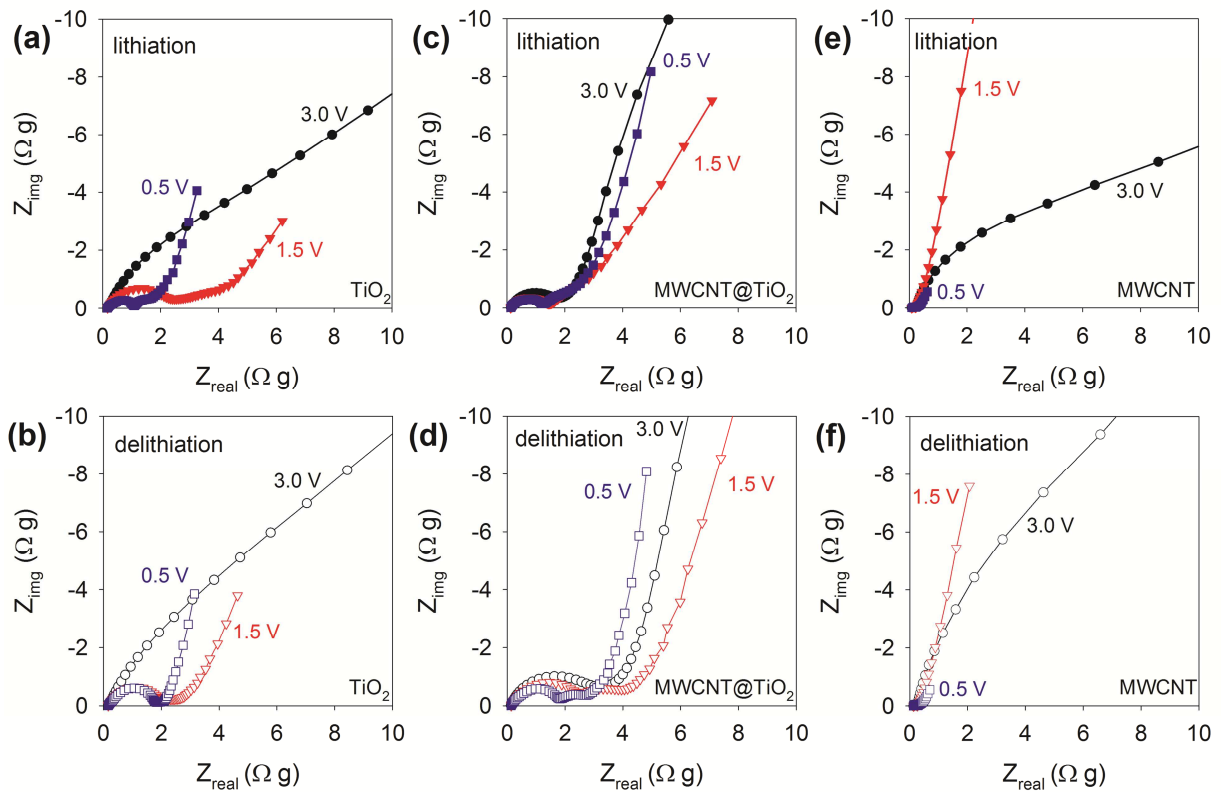 (a)
lithiation
-10
-8
-6
-4
-2
0
Z_img (Ω g)
3.0 V
0.5 V
1.5 V
TiO₂
0 2 4 6 8 10
Z_real (Ω g)
(c)
lithiation
-10
-8
-6
-4
-2
0
Z_img (Ω g)
3.0 V
0.5 V
1.5 V
MWCNT@TiO₂
0 2 4 6 8 10
Z_real (Ω g)
(e)
lithiation
-10
-8
-6
-4
-2
0
Z_img (Ω g)
1.5 V
3.0 V
0.5 V
MWCNT
0 2 4 6 8 10
Z_real (Ω g)
(b)
delithiation
-10
-8
-6
-4
-2
0
Z_img (Ω g)
3.0 V
0.5 V
1.5 V
TiO₂
0 2 4 6 8 10
Z_real (Ω g)
(d)
delithiation
-10
-8
-6
-4
-2
0
Z_img (Ω g)
3.0 V
0.5 V
1.5 V
MWCNT@TiO₂
0 2 4 6 8 10
Z_real (Ω g)
(f)
delithiation
-10
-8
-6
-4
-2
0
Z_img (Ω g)
1.5 V
3.0 V
0.5 V
MWCNT
0 2 4 6 8 10
Z_real (Ω g)